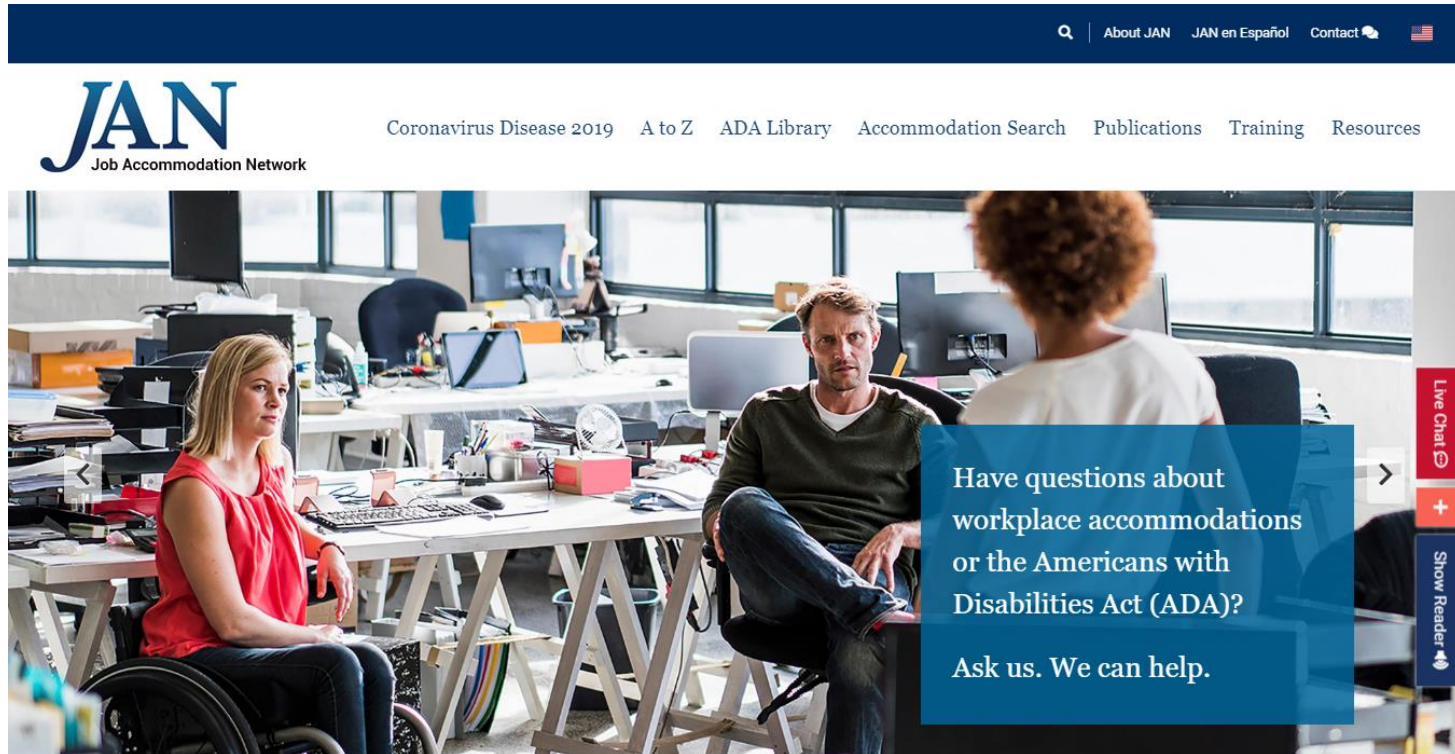 About JAN JAN en Español Contact
JAN
Job Accommodation Network
Coronavirus Disease 2019 A to Z ADA Library Accommodation Search Publications Training Resources
Have questions about
workplace accommodations
or the Americans with
Disabilities Act (ADA)?
Ask us. We can help.
Live Chat
Show Reader